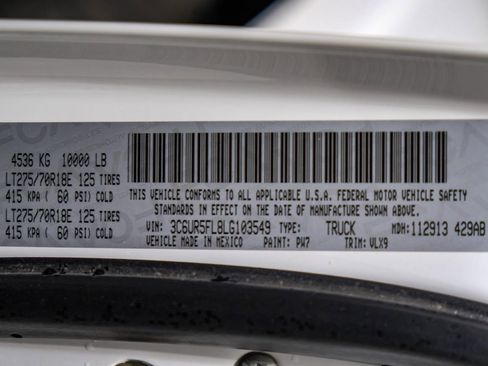 4536 KG 10000 LB
LT275/70R18E 125 TIRES
415 KPA ( 60 PSI) COLD
LT275/70R18E 125 TIRES
415 KPA ( 60 PSI) COLD
THIS VEHICLE CONFORMS TO ALL APPLICABLE U.S.A. FEDERAL MOTOR VEHICLE SAFETY
STANDARDS IN EFFECT ON THE DATE OF MANUFACTURE SHOWN ABOVE.
VIN: 3C6UR5FL8LG103549 TYPE: TRUCK MDH: 112913 429AB
VEHICLE MADE IN MEXICO PAINT: PW7 TRIM: VLX9